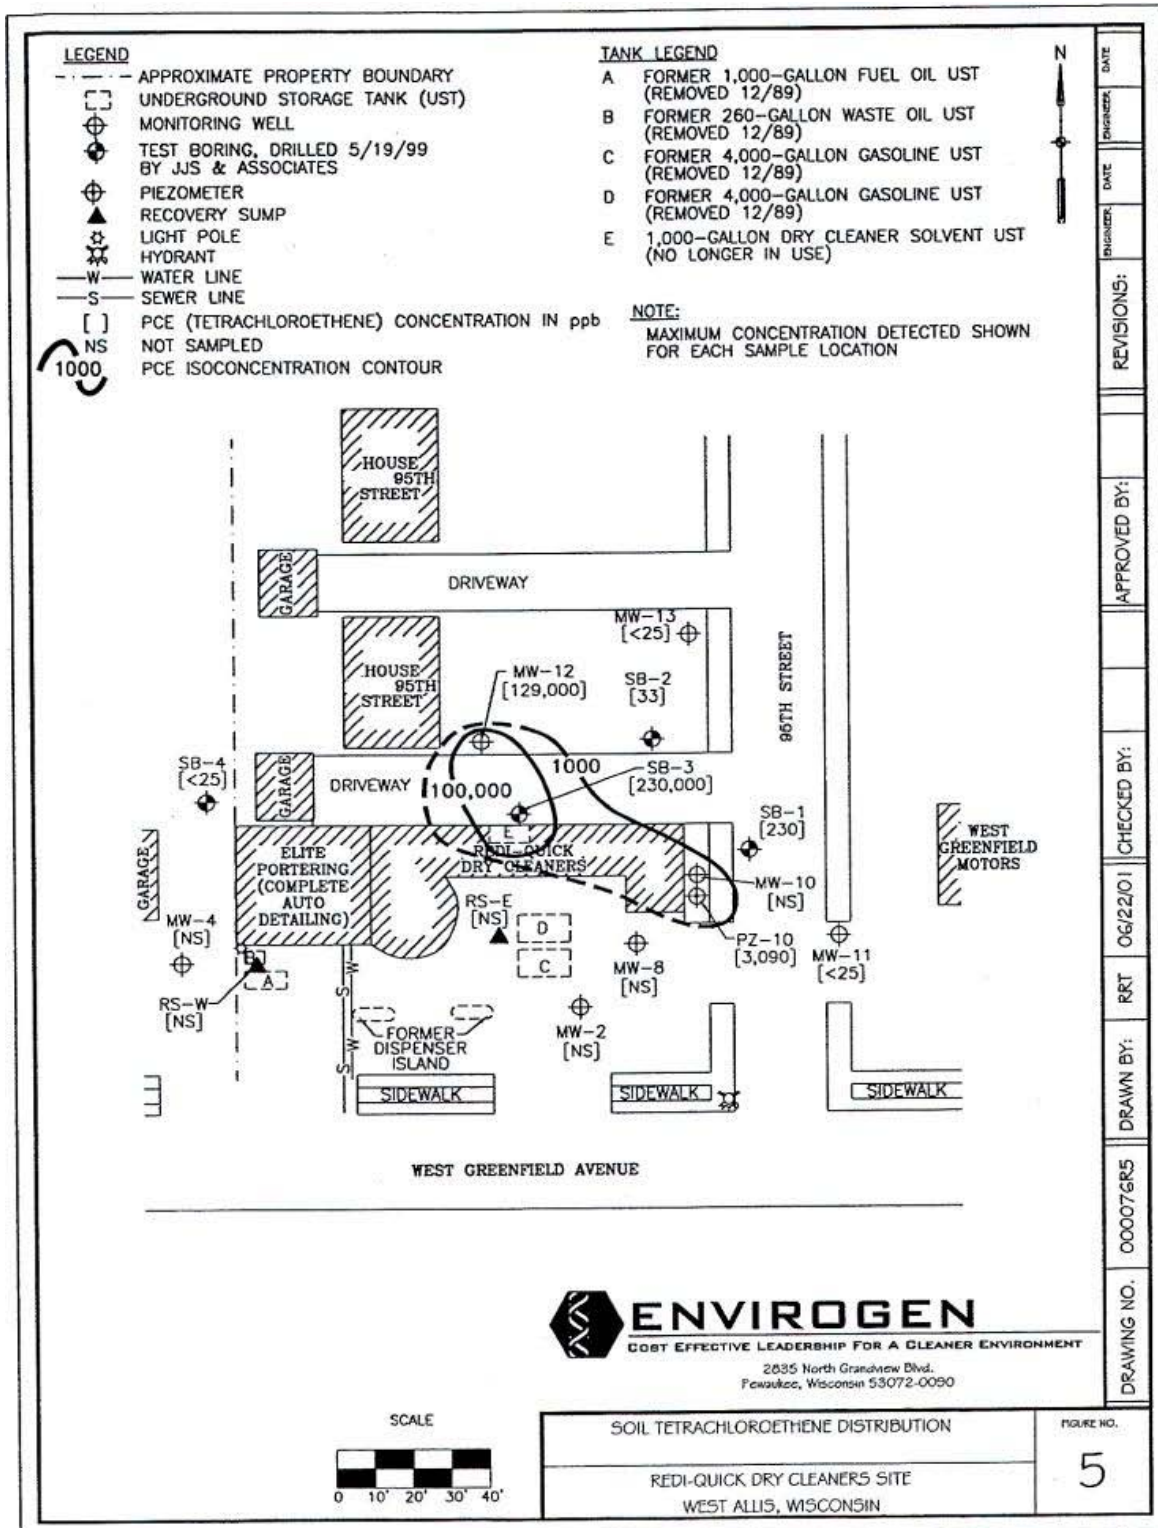 LEGEND
APPROXIMATE PROPERTY BOUNDARY
UNDERGROUND STORAGE TANK (UST)
MONITORING WELL
TEST BORING, DRILLED 5/19/99
BY JJS & ASSOCIATES
PIEZOMETER
RECOVERY SUMP
LIGHT POLE
HYDRANT
W WATER LINE
S SEWER LINE
[ ] PCE (TETRACHLOROETHENE) CONCENTRATION IN ppb
NS NOT SAMPLED
1000 PCE ISOCONCENTRATION CONTOUR
TANK LEGEND
A FORMER 1,000-GALLON FUEL OIL UST
(REMOVED 12/89)
B FORMER 260-GALLON WASTE OIL UST
(REMOVED 12/89)
C FORMER 4,000-GALLON GASOLINE UST
(REMOVED 12/89)
D FORMER 4,000-GALLON GASOLINE UST
(REMOVED 12/89)
E 1,000-GALLON DRY CLEANER SOLVENT UST
(NO LONGER IN USE)
NOTE:
MAXIMUM CONCENTRATION DETECTED SHOWN
FOR EACH SAMPLE LOCATION
N
HOUSE
95TH
STREET
GARAGE
DRIVEWAY
MW-13
[<25]
HOUSE
95TH
STREET
MW-12
[129,000]
SB-2
[33]
95TH STREET
SB-4
[<25]
GARAGE
DRIVEWAY
100,000
1000
SB-3
[230,000]
SB-1
[230]
GARAGE
ELITE
PORTERING
(COMPLETE
AUTO
DETAILING)
E
REDI-QUICK
DRY CLEANERS
WEST
GREENFIELD
MOTORS
MW-10
[NS]
RS-E
[NS]
D
C
MW-4
[NS]
PZ-10
[3,090]
MW-11
[<25]
MW-8
[NS]
B
A
RS-W
[NS]
S
W
S
W
FORMER
DISPENSER
ISLAND
MW-2
[NS]
SIDEWALK
SIDEWALK
SIDEWALK
WEST GREENFIELD AVENUE
ENVIROGEN
COST EFFECTIVE LEADERSHIP FOR A CLEANER ENVIRONMENT
2835 North Grandview Blvd.
Pewaukee, Wisconsin 53072-0090
SCALE
0 10' 20' 30' 40'
SOIL TETRACHLOROETHENE DISTRIBUTION
REDI-QUICK DRY CLEANERS SITE
WEST ALLIS, WISCONSIN
FIGURE NO.
5
DATE
ENGINEER
DATE
ENGINEER
REVISIONS:
APPROVED BY:
CHECKED BY:
06/22/01
RRT
DRAWN BY:
00076R5
DRAWING NO.